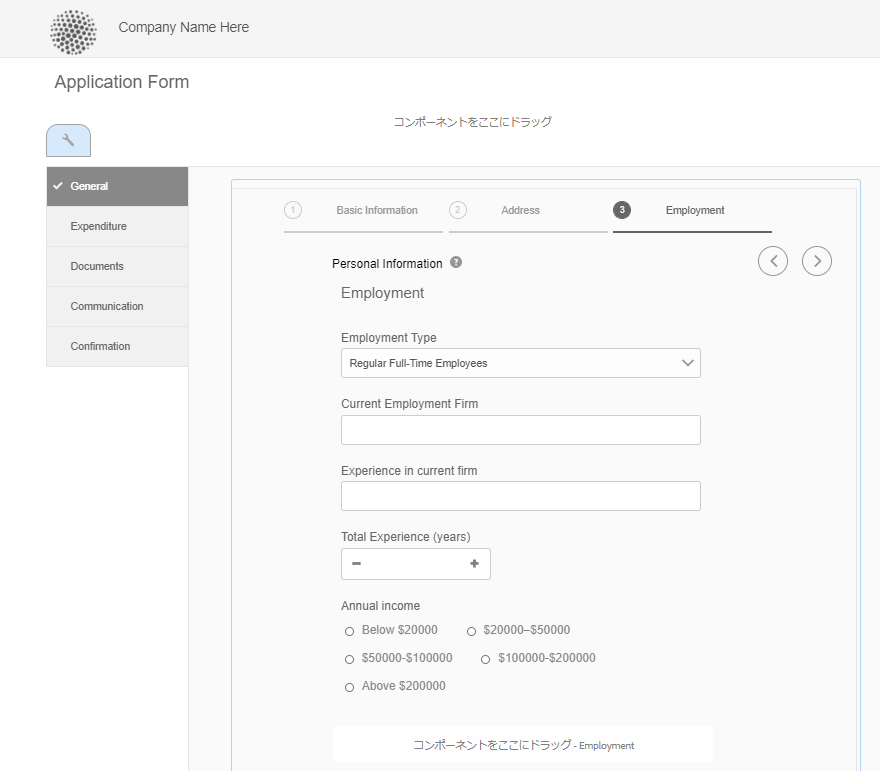 Company Name Here
Application Form
コンポーネントをここにドラッグ
General
Expenditure
Documents
Communication
Confirmation
1 Basic Information 2 Address 3 Employment
Personal Information ?
Employment
Employment Type
Regular Full-Time Employees
Current Employment Firm
Experience in current firm
Total Experience (years)
Annual income
Below $20000 $20000–$50000
$50000-$100000 $100000-$200000
Above $200000
コンポーネントをここにドラッグ - Employment